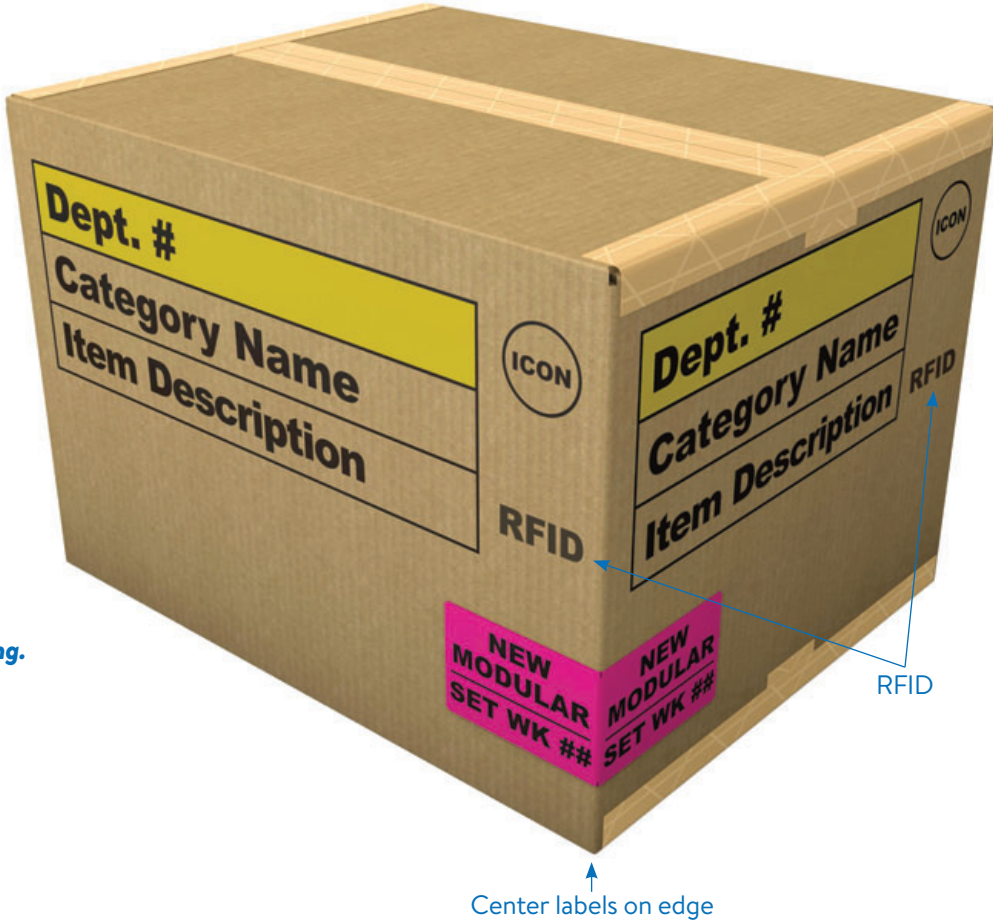 Dept. #
Category Name
Item Description
ICON
RFID
Dept. #
Category Name
Item Description
ICON
RFID
NEW
MODULAR
SET WK ##
NEW
MODULAR
SET WK ##
ng.
RFID
Center labels on edge